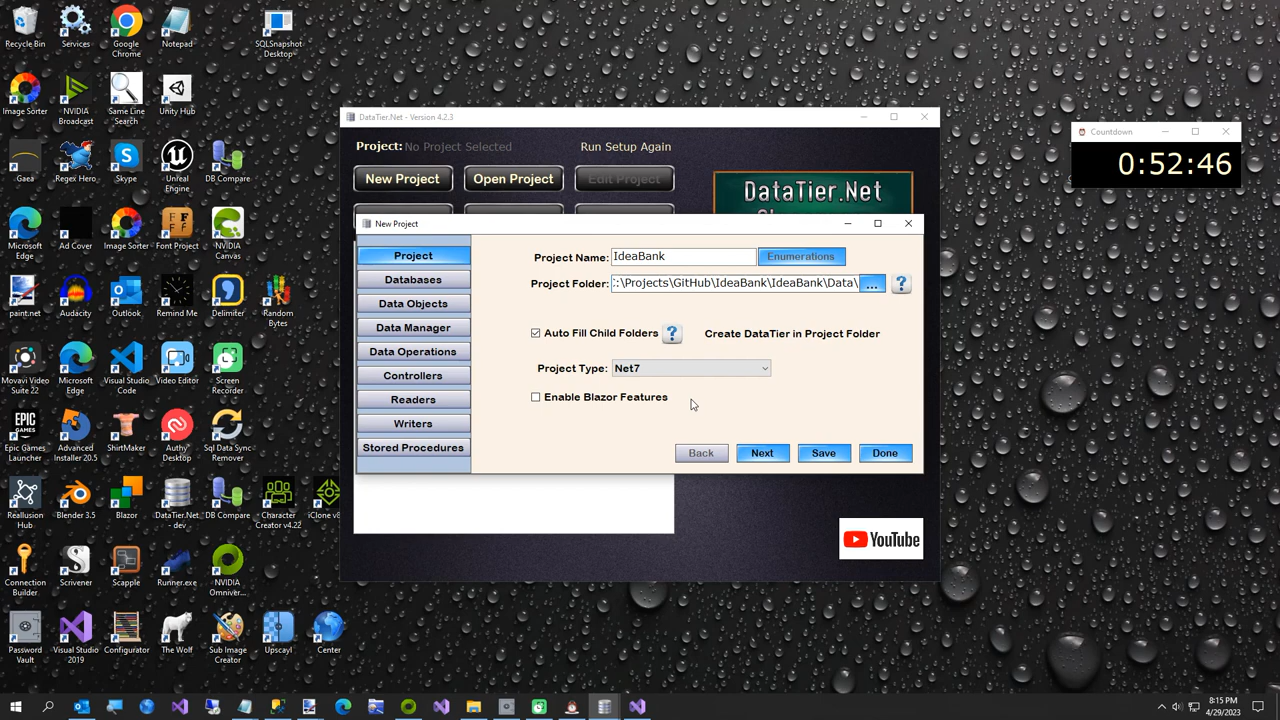 Recycle Bin
Services
Google Chrome
Notepad
SQLSnapshot Desktop
Image Sorter
NVIDIA Broadcast
Same Line Search
Unity Hub
Gaea
Regex Hero
Skype
Unreal Engine
DB Compare
Microsoft Edge
Ad Cover
Image Sorter
Font Project
NVIDIA Canvas
paint.net
Audacity
Outlook
Remind Me
Delimiter
Random Bytes
Movavi Video Suite 22
Microsoft Edge
Visual Studio Code
Video Editor
Screen Recorder
EPIC GAMES
Epic Games Launcher
Advanced Installer 20.5
ShirtMaker
Authy Desktop
Sql Data Sync Remover
Reallusion Hub
Blender 3.5
Blazor
DataTier.Net - dev
DB Compare
Character Creator v4.22
iClone v8
Connection Builder
Scrivener
Scapple
Runner.exe
NVIDIA Omniver...
Password Vault
Visual Studio 2019
Configurator
The Wolf
Sub Image Creator
Upscayl
Center
DataTier.Net - Version 4.2.3
Project: No Project Selected
Run Setup Again
New Project
Open Project
Edit Project
DataTier.Net
New Project
Project
Databases
Data Objects
Data Manager
Data Operations
Controllers
Readers
Writers
Stored Procedures
Project Name: IdeaBank
Enumerations
Project Folder: :\Projects\GitHub\IdeaBank\IdeaBank\Data\ ... ?
Auto Fill Child Folders ? Create DataTier in Project Folder
Project Type: Net7
Enable Blazor Features
Back
Next
Save
Done
YouTube
Countdown
0:52:46
8:15 PM
4/29/2023